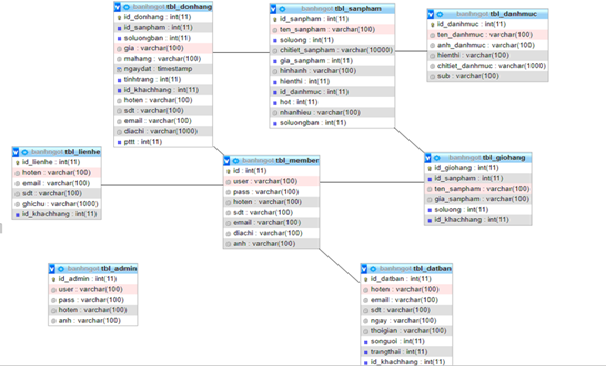 banhngot tbl_donhang
id_donhang : int(11)
id_sanpham : int(11)
soluongban : int(11)
gia : varchar(100)
mahang : varchar(100)
ngaydat : timestamp
tinhtrang : int(11)
id_khachhang : int(11)
hoten : varchar(100)
sdt : varchar(100)
email : varchar(100)
diachi : varchar(1000)
pttt : int(11)
banhngot tbl_sanpham
id_sanpham : int(11)
ten_sanpham : varchar(100)
soluong : int(11)
chitiet_sanpham : varchar(10000)
gia_sanpham : int(11)
hinhanh : varchar(100)
hienthi : int(11)
id_danhmuc : int(11)
hot : int(11)
nhanhieu : varchar(100)
soluongban : int(11)
banhngot tbl_danhmuc
id_danhmuc : int(11)
ten_danhmuc : varchar(100)
anh_danhmuc : varchar(100)
hienthi : varchar(100)
chitiet_danhmuc : varchar(1000)
sub : varchar(100)
banhngot tbl_lienhe
id_lienhe : int(11)
hoten : varchar(100)
email : varchar(100)
sdt : varchar(100)
ghichu : varchar(1000)
id_khachhang : int(11)
banhngot tbl_member
id : int(11)
user : varchar(100)
pass : varchar(100)
hoten : varchar(100)
sdt : varchar(100)
email : varchar(100)
diachi : varchar(100)
anh : varchar(100)
banhngot tbl_giohang
id_giohang : int(11)
id_sanpham : int(11)
ten_sanpham : varchar(100)
gia_sanpham : varchar(100)
soluong : int(11)
id_khachhang : int(11)
banhngot tbl_admin
id_admin : int(11)
user : varchar(100)
pass : varchar(100)
hoten : varchar(100)
anh : varchar(100)
banhngot tbl_datban
id_datban : int(11)
hoten : varchar(100)
email : varchar(100)
sdt : varchar(100)
ngay : varchar(100)
thoigian : varchar(100)
songuoi : int(11)
trangthai : int(11)
id_khachhang : int(11)